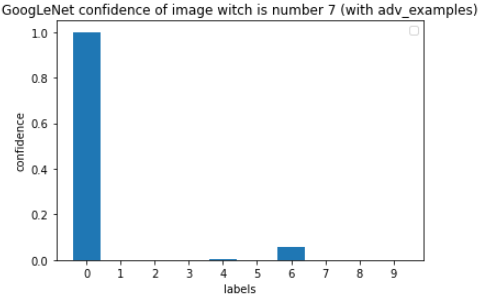 GoogLeNet confidence of image witch is number 7 (with adv_examples)
1.0
0.8
0.6
0.4
0.2
0.0
confidence
0 1 2 3 4 5 6 7 8 9
labels